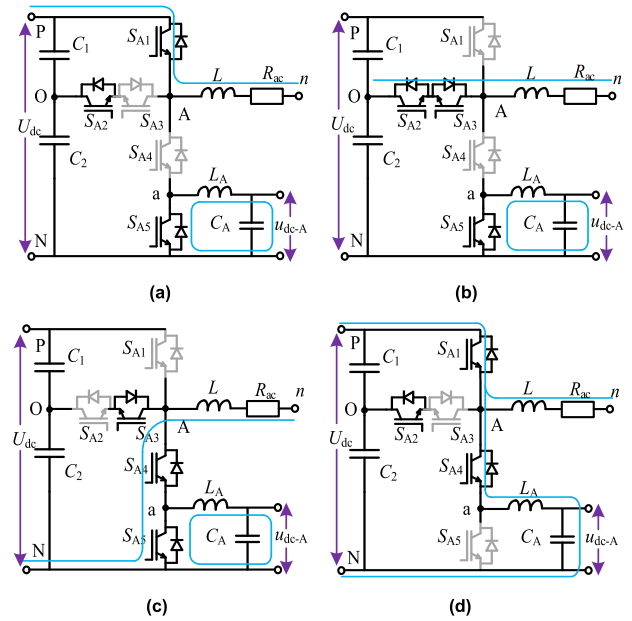 P
C1
SA1
L
Rac
n
O
SA2
SA3
A
Udc
C2
SA4
LA
a
SA5
CA
udc-A
N
(a)
P
C1
SA1
L
Rac
n
O
SA2
SA3
A
Udc
C2
SA4
LA
a
SA5
CA
udc-A
N
(b)
P
C1
SA1
L
Rac
n
O
SA2
SA3
A
Udc
C2
SA4
LA
a
SA5
CA
udc-A
N
(c)
P
C1
SA1
L
Rac
n
O
SA2
SA3
A
Udc
C2
SA4
LA
a
SA5
CA
udc-A
N
(d)